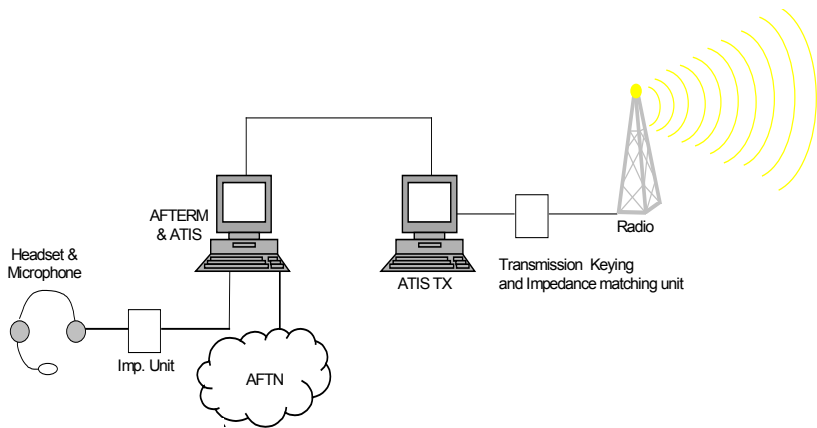 AFTERM
& ATIS
Headset &
Microphone
Imp. Unit
AFTN
ATIS TX
Transmission Keying
and Impedance matching unit
Radio